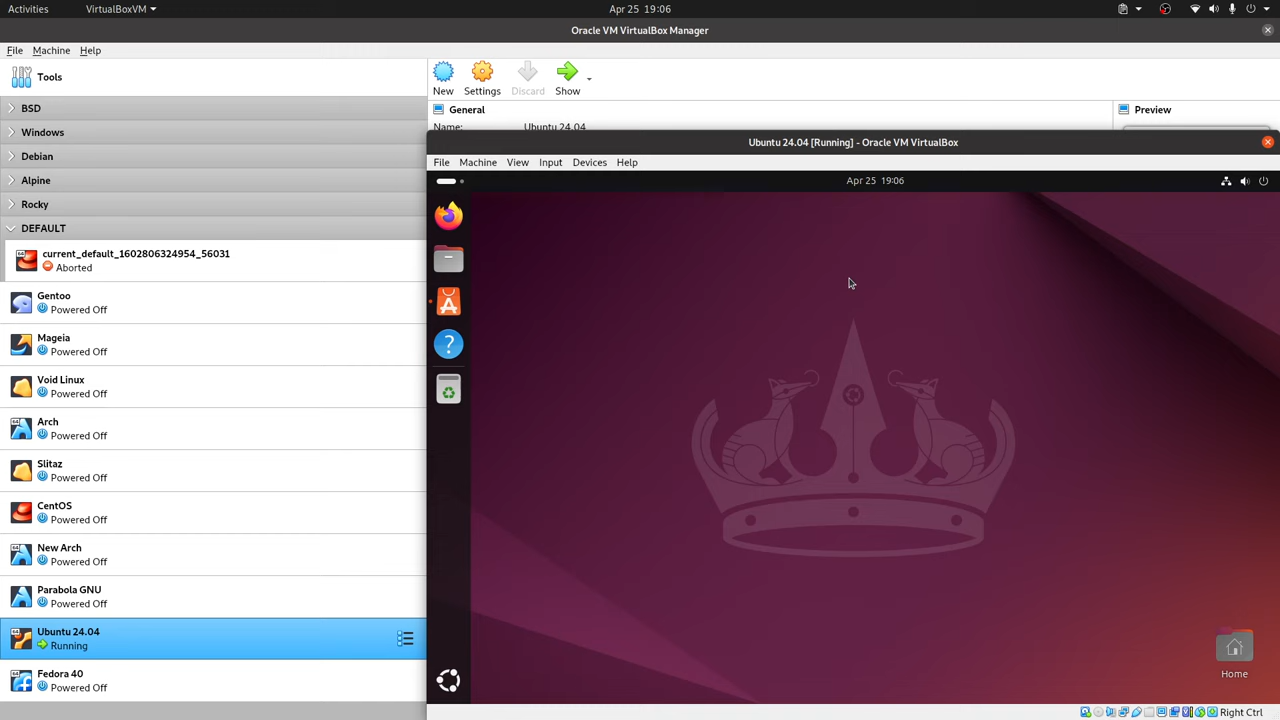 Activities VirtualBoxVM Apr 25 19:06
Oracle VM VirtualBox Manager
File Machine Help
Tools
New Settings Discard Show
BSD
Windows
Debian
Alpine
Rocky
DEFAULT
current_default_1602806324954_56031
Aborted
Gentoo
Powered Off
Mageia
Powered Off
Void Linux
Powered Off
Arch
Powered Off
Slitaz
Powered Off
CentOS
Powered Off
New Arch
Powered Off
Parabola GNU
Powered Off
Ubuntu 24.04
Running
Fedora 40
Powered Off
General
Name: Ubuntu 24.04
Preview
Ubuntu 24.04 [Running] - Oracle VM VirtualBox
File Machine View Input Devices Help
Apr 25 19:06
Home
Right Ctrl